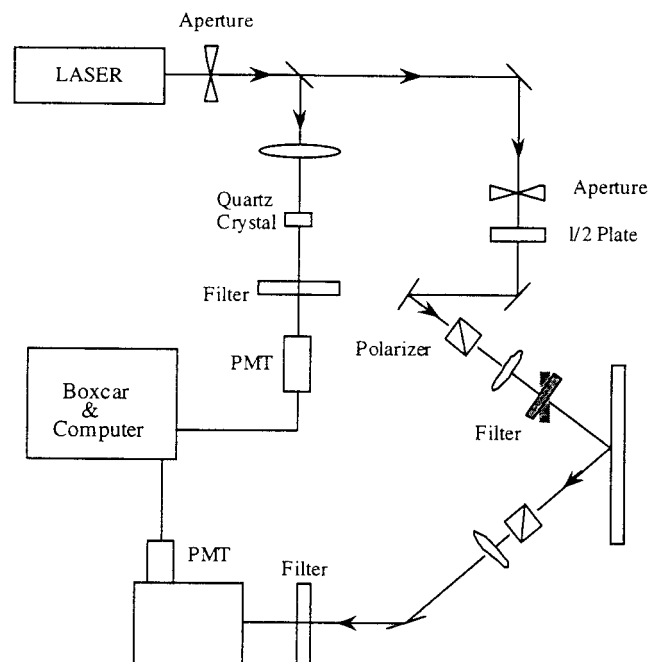 Aperture
LASER
Quartz
Crystal
Aperture
l/2 Plate
Filter
Polarizer
PMT
Boxcar
&
Computer
Filter
PMT
Filter